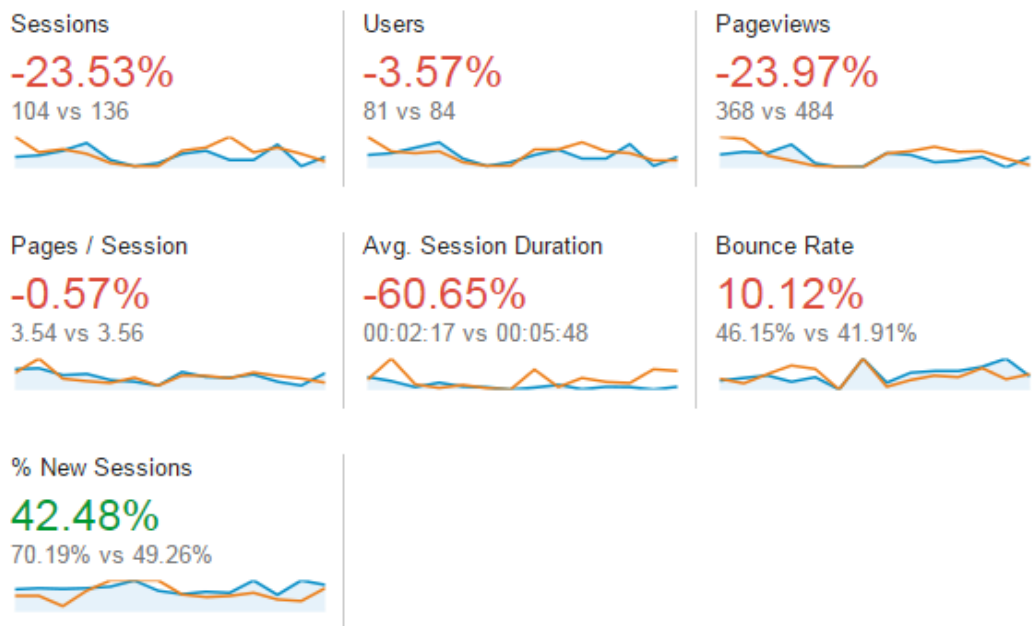 Sessions
-23.53%
104 vs 136
Users
-3.57%
81 vs 84
Pageviews
-23.97%
368 vs 484
Pages / Session
-0.57%
3.54 vs 3.56
Avg. Session Duration
-60.65%
00:02:17 vs 00:05:48
Bounce Rate
10.12%
46.15% vs 41.91%
% New Sessions
42.48%
70.19% vs 49.26%